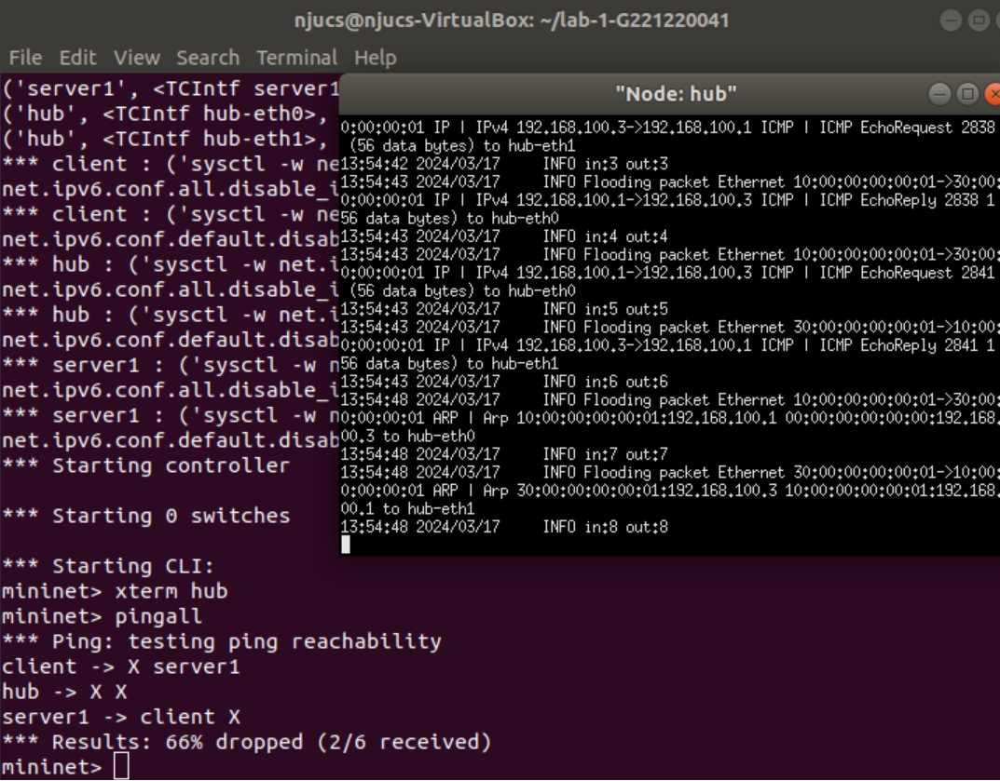 njucs@njucs-VirtualBox: ~/lab-1-G221220041
File Edit View Search Terminal Help
('server1', <TCIntf server1
('hub', <TCIntf hub-eth0>,
('hub', <TCIntf hub-eth1>,
*** client : ('sysctl -w ne
net.ipv6.conf.all.disable_i
*** client : ('sysctl -w ne
net.ipv6.conf.default.disab
*** hub : ('sysctl -w net.i
net.ipv6.conf.all.disable_i
*** hub : ('sysctl -w net.i
net.ipv6.conf.default.disab
*** server1 : ('sysctl -w n
net.ipv6.conf.all.disable_i
*** server1 : ('sysctl -w n
net.ipv6.conf.default.disab
*** Starting controller
*** Starting 0 switches
*** Starting CLI:
mininet> xterm hub
mininet> pingall
*** Ping: testing ping reachability
client -> X server1
hub -> X X
server1 -> client X
*** Results: 66% dropped (2/6 received)
mininet>
"Node: hub"
0:00:00:01 IP | IPv4 192.168.100.3->192.168.100.1 ICMP | ICMP EchoRequest 2838
(56 data bytes) to hub-eth1
13:54:42 2024/03/17 INFO in:3 out:3
13:54:43 2024/03/17 INFO Flooding packet Ethernet 10:00:00:00:00:01->30:00:
0:00:00:01 IP | IPv4 192.168.100.1->192.168.100.3 ICMP | ICMP EchoReply 2838 1
56 data bytes) to hub-eth0
13:54:43 2024/03/17 INFO in:4 out:4
13:54:43 2024/03/17 INFO Flooding packet Ethernet 10:00:00:00:00:01->30:00:
0:00:00:01 IP | IPv4 192.168.100.1->192.168.100.3 ICMP | ICMP EchoRequest 2841
(56 data bytes) to hub-eth0
13:54:43 2024/03/17 INFO in:5 out:5
13:54:43 2024/03/17 INFO Flooding packet Ethernet 30:00:00:00:00:01->10:00:
0:00:00:01 IP | IPv4 192.168.100.3->192.168.100.1 ICMP | ICMP EchoReply 2841 1
56 data bytes) to hub-eth1
13:54:43 2024/03/17 INFO in:6 out:6
13:54:48 2024/03/17 INFO Flooding packet Ethernet 10:00:00:00:00:01->30:00:
0:00:00:01 ARP | Arp 10:00:00:00:00:01:192.168.100.1 00:00:00:00:00:00:192.168.
00.3 to hub-eth0
13:54:48 2024/03/17 INFO in:7 out:7
13:54:48 2024/03/17 INFO Flooding packet Ethernet 30:00:00:00:00:01->10:00:
0:00:00:01 ARP | Arp 30:00:00:00:00:01:192.168.100.3 10:00:00:00:00:01:192.168.
00.1 to hub-eth1
13:54:48 2024/03/17 INFO in:8 out:8